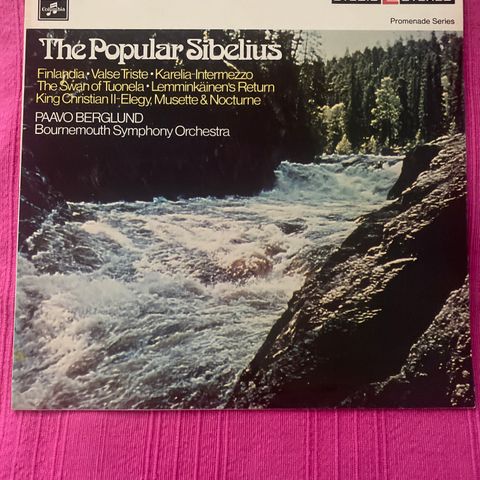 Columbia
Promenade Series
The Popular Sibelius
Finlandia • Valse Triste • Karelia-Intermezzo
The Swan of Tuonela • Lemminkäinen's Return
King Christian II-Elegy, Musette & Nocturne
PAAVO BERGLUND
Bournemouth Symphony Orchestra